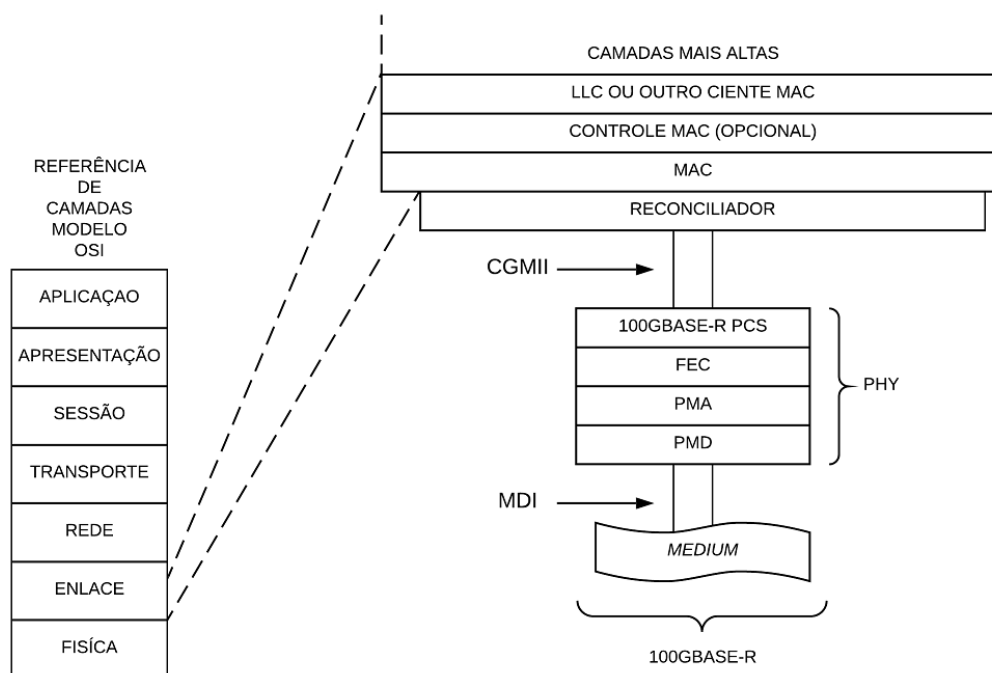 REFERÊNCIA
DE
CAMADAS
MODELO
OSI
APLICAÇAO
APRESENTAÇÃO
SESSÃO
TRANSPORTE
REDE
ENLACE
FISÍCA
CAMADAS MAIS ALTAS
LLC OU OUTRO CIENTE MAC
CONTROLE MAC (OPCIONAL)
MAC
RECONCILIADOR
CGMII
100GBASE-R PCS
FEC
PMA
PMD
PHY
MDI
MEDIUM
100GBASE-R